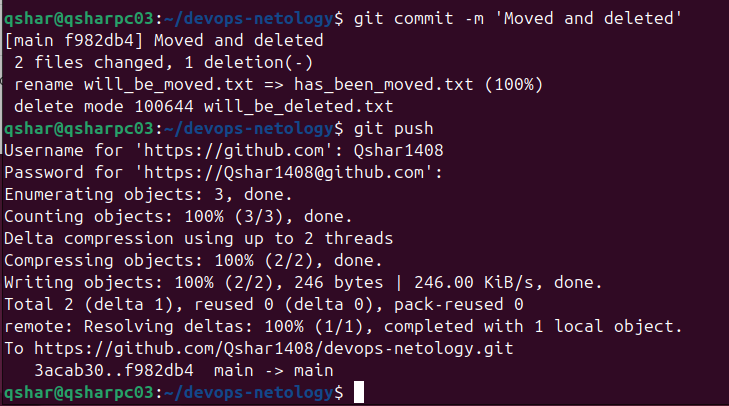 qshar@qsharpc03:~/devops-netology$ git commit -m 'Moved and deleted'
[main f982db4] Moved and deleted
 2 files changed, 1 deletion(-)
 rename will_be_moved.txt => has_been_moved.txt (100%)
 delete mode 100644 will_be_deleted.txt
qshar@qsharpc03:~/devops-netology$ git push
Username for 'https://github.com': Qshar1408
Password for 'https://Qshar1408@github.com':
Enumerating objects: 3, done.
Counting objects: 100% (3/3), done.
Delta compression using up to 2 threads
Compressing objects: 100% (2/2), done.
Writing objects: 100% (2/2), 246 bytes | 246.00 KiB/s, done.
Total 2 (delta 1), reused 0 (delta 0), pack-reused 0
remote: Resolving deltas: 100% (1/1), completed with 1 local object.
To https://github.com/Qshar1408/devops-netology.git
   3acab30..f982db4  main -> main
qshar@qsharpc03:~/devops-netology$